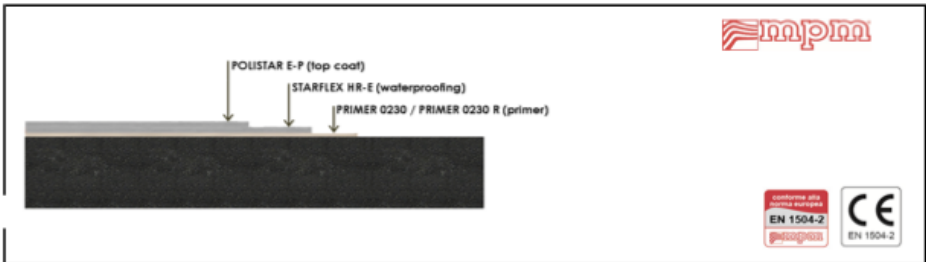 mpm
POLISTAR E-P (top coat)
STARFLEX HR-E (waterproofing)
PRIMER 0230 / PRIMER 0230 R (primer)
conforme alla
norma europea
EN 1504-2
mpm
CE
EN 1504-2